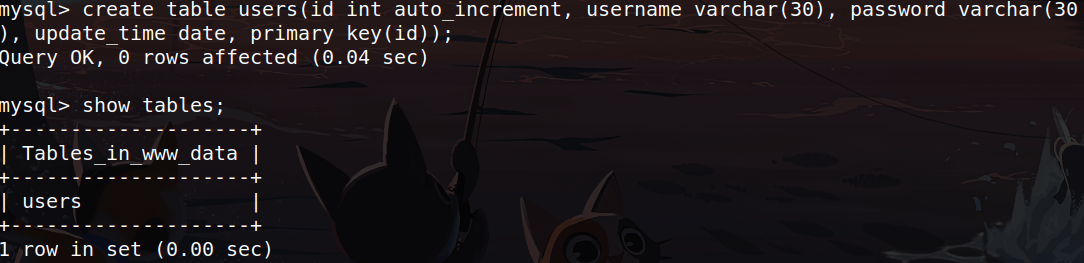 mysql> create table users(id int auto_increment, username varchar(30), password varchar(30
), update_time date, primary key(id));
Query OK, 0 rows affected (0.04 sec)
mysql> show tables;
+--------------------+
| Tables_in_www_data |
+--------------------+
| users              |
+--------------------+
1 row in set (0.00 sec)